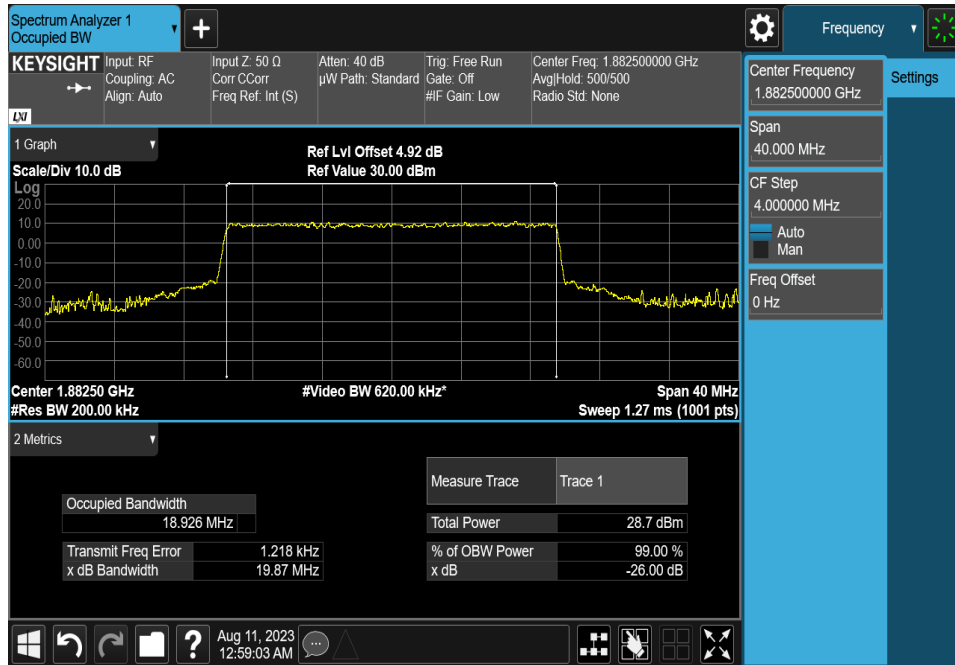 Spectrum Analyzer 1
Occupied BW
+
Frequency
KEYSIGHT
Input: RF
Coupling: AC
Align: Auto
Input Z: 50 Ω
Corr CCorr
Freq Ref: Int (S)
Atten: 40 dB
µW Path: Standard
Trig: Free Run
Gate: Off
#IF Gain: Low
Center Freq: 1.882500000 GHz
Avg|Hold: 500/500
Radio Std: None
LXI
Center Frequency
1.882500000 GHz
Settings
Span
40.000 MHz
CF Step
4.000000 MHz
Auto
Man
Freq Offset
0 Hz
1 Graph
Ref Lvl Offset 4.92 dB
Scale/Div 10.0 dB
Ref Value 30.00 dBm
Log
20.0
10.0
0.00
-10.0
-20.0
-30.0
-40.0
-50.0
-60.0
Center 1.88250 GHz
#Video BW 620.00 kHz*
Span 40 MHz
#Res BW 200.00 kHz
Sweep 1.27 ms (1001 pts)
2 Metrics
Measure Trace
Trace 1
Occupied Bandwidth
18.926 MHz
Total Power
28.7 dBm
Transmit Freq Error
1.218 kHz
% of OBW Power
99.00 %
x dB Bandwidth
19.87 MHz
x dB
-26.00 dB
?
Aug 11, 2023
12:59:03 AM